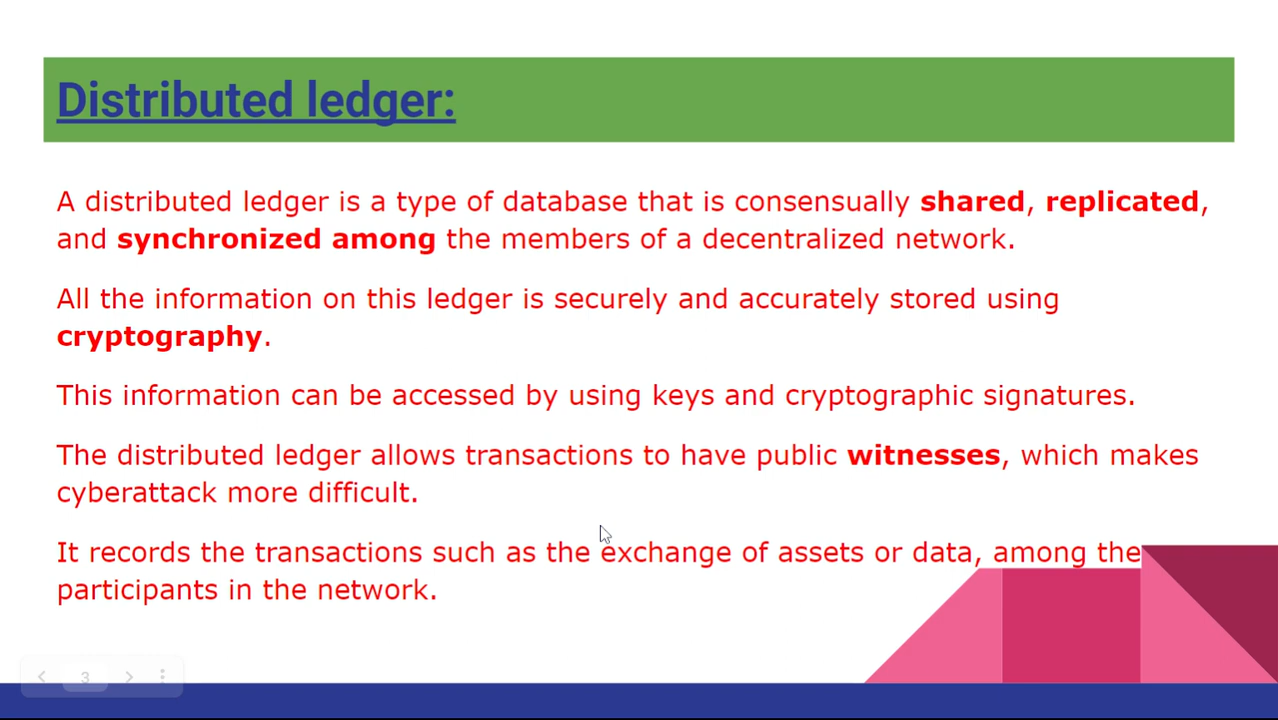 Distributed ledger:
A distributed ledger is a type of database that is consensually shared, replicated,
and synchronized among the members of a decentralized network.
All the information on this ledger is securely and accurately stored using
cryptography.
This information can be accessed by using keys and cryptographic signatures.
The distributed ledger allows transactions to have public witnesses, which makes
cyberattack more difficult.
It records the transactions such as the exchange of assets or data, among the
participants in the network.
3